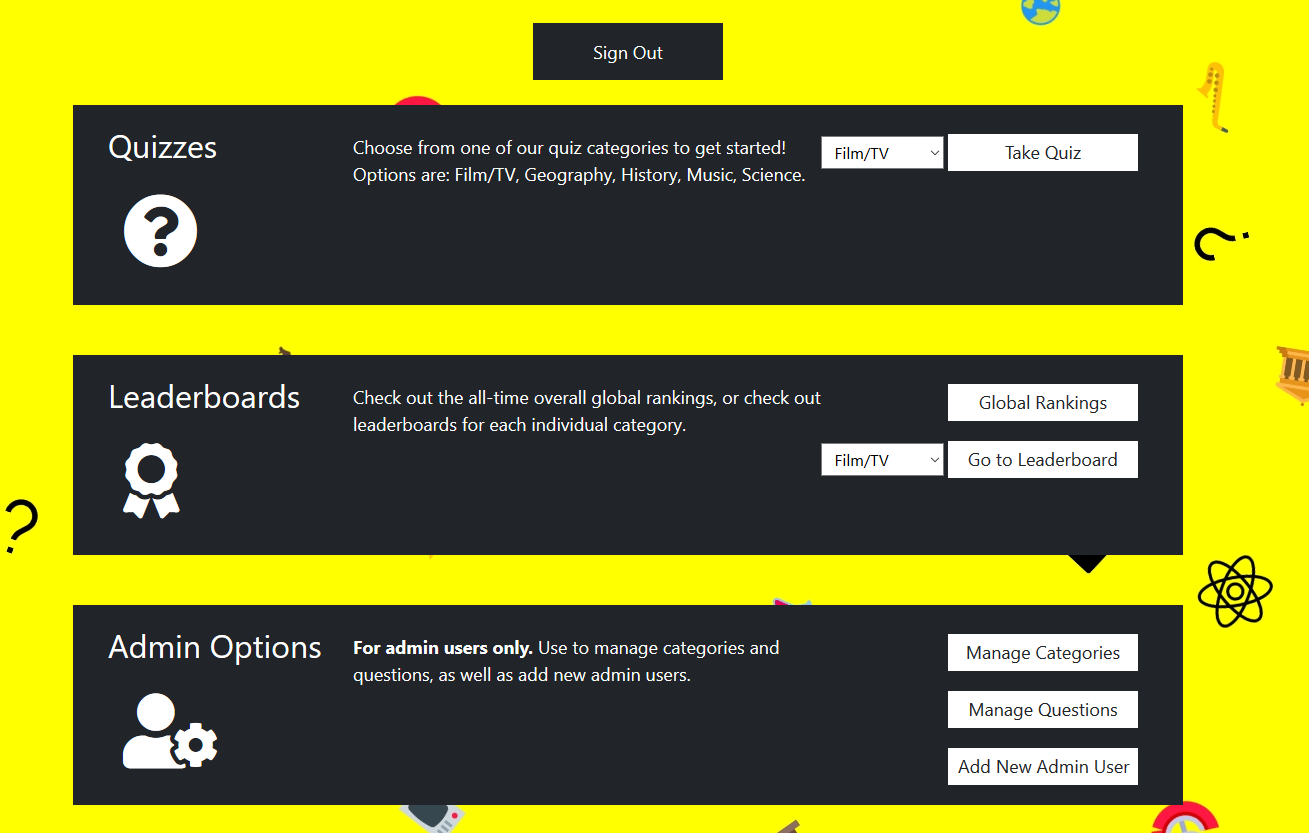 Sign Out
Quizzes
Choose from one of our quiz categories to get started!
Options are: Film/TV, Geography, History, Music, Science.
Film/TV
Take Quiz
?
Leaderboards
Check out the all-time overall global rankings, or check out
leaderboards for each individual category.
Global Rankings
Film/TV
Go to Leaderboard
?
Admin Options
For admin users only. Use to manage categories and
questions, as well as add new admin users.
Manage Categories
Manage Questions
Add New Admin User